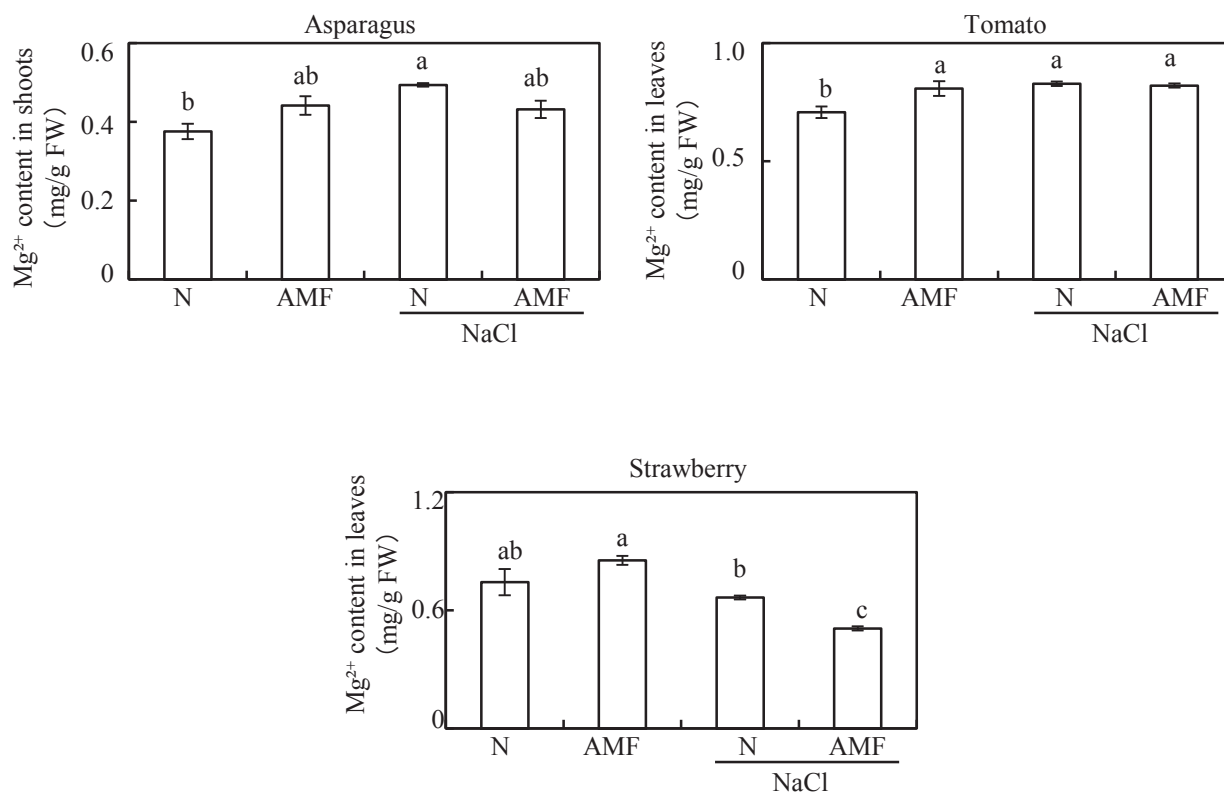 Asparagus
Mg²⁺ content in shoots
(mg/g FW)
0.6
0.4
0.2
0
b
ab
a
ab
N
AMF
N
AMF
NaCl
Tomato
Mg²⁺ content in leaves
(mg/g FW)
1.0
0.5
0
b
a
a
a
N
AMF
N
AMF
NaCl
Strawberry
Mg²⁺ content in leaves
(mg/g FW)
1.2
0.6
0
ab
a
b
c
N
AMF
N
AMF
NaCl